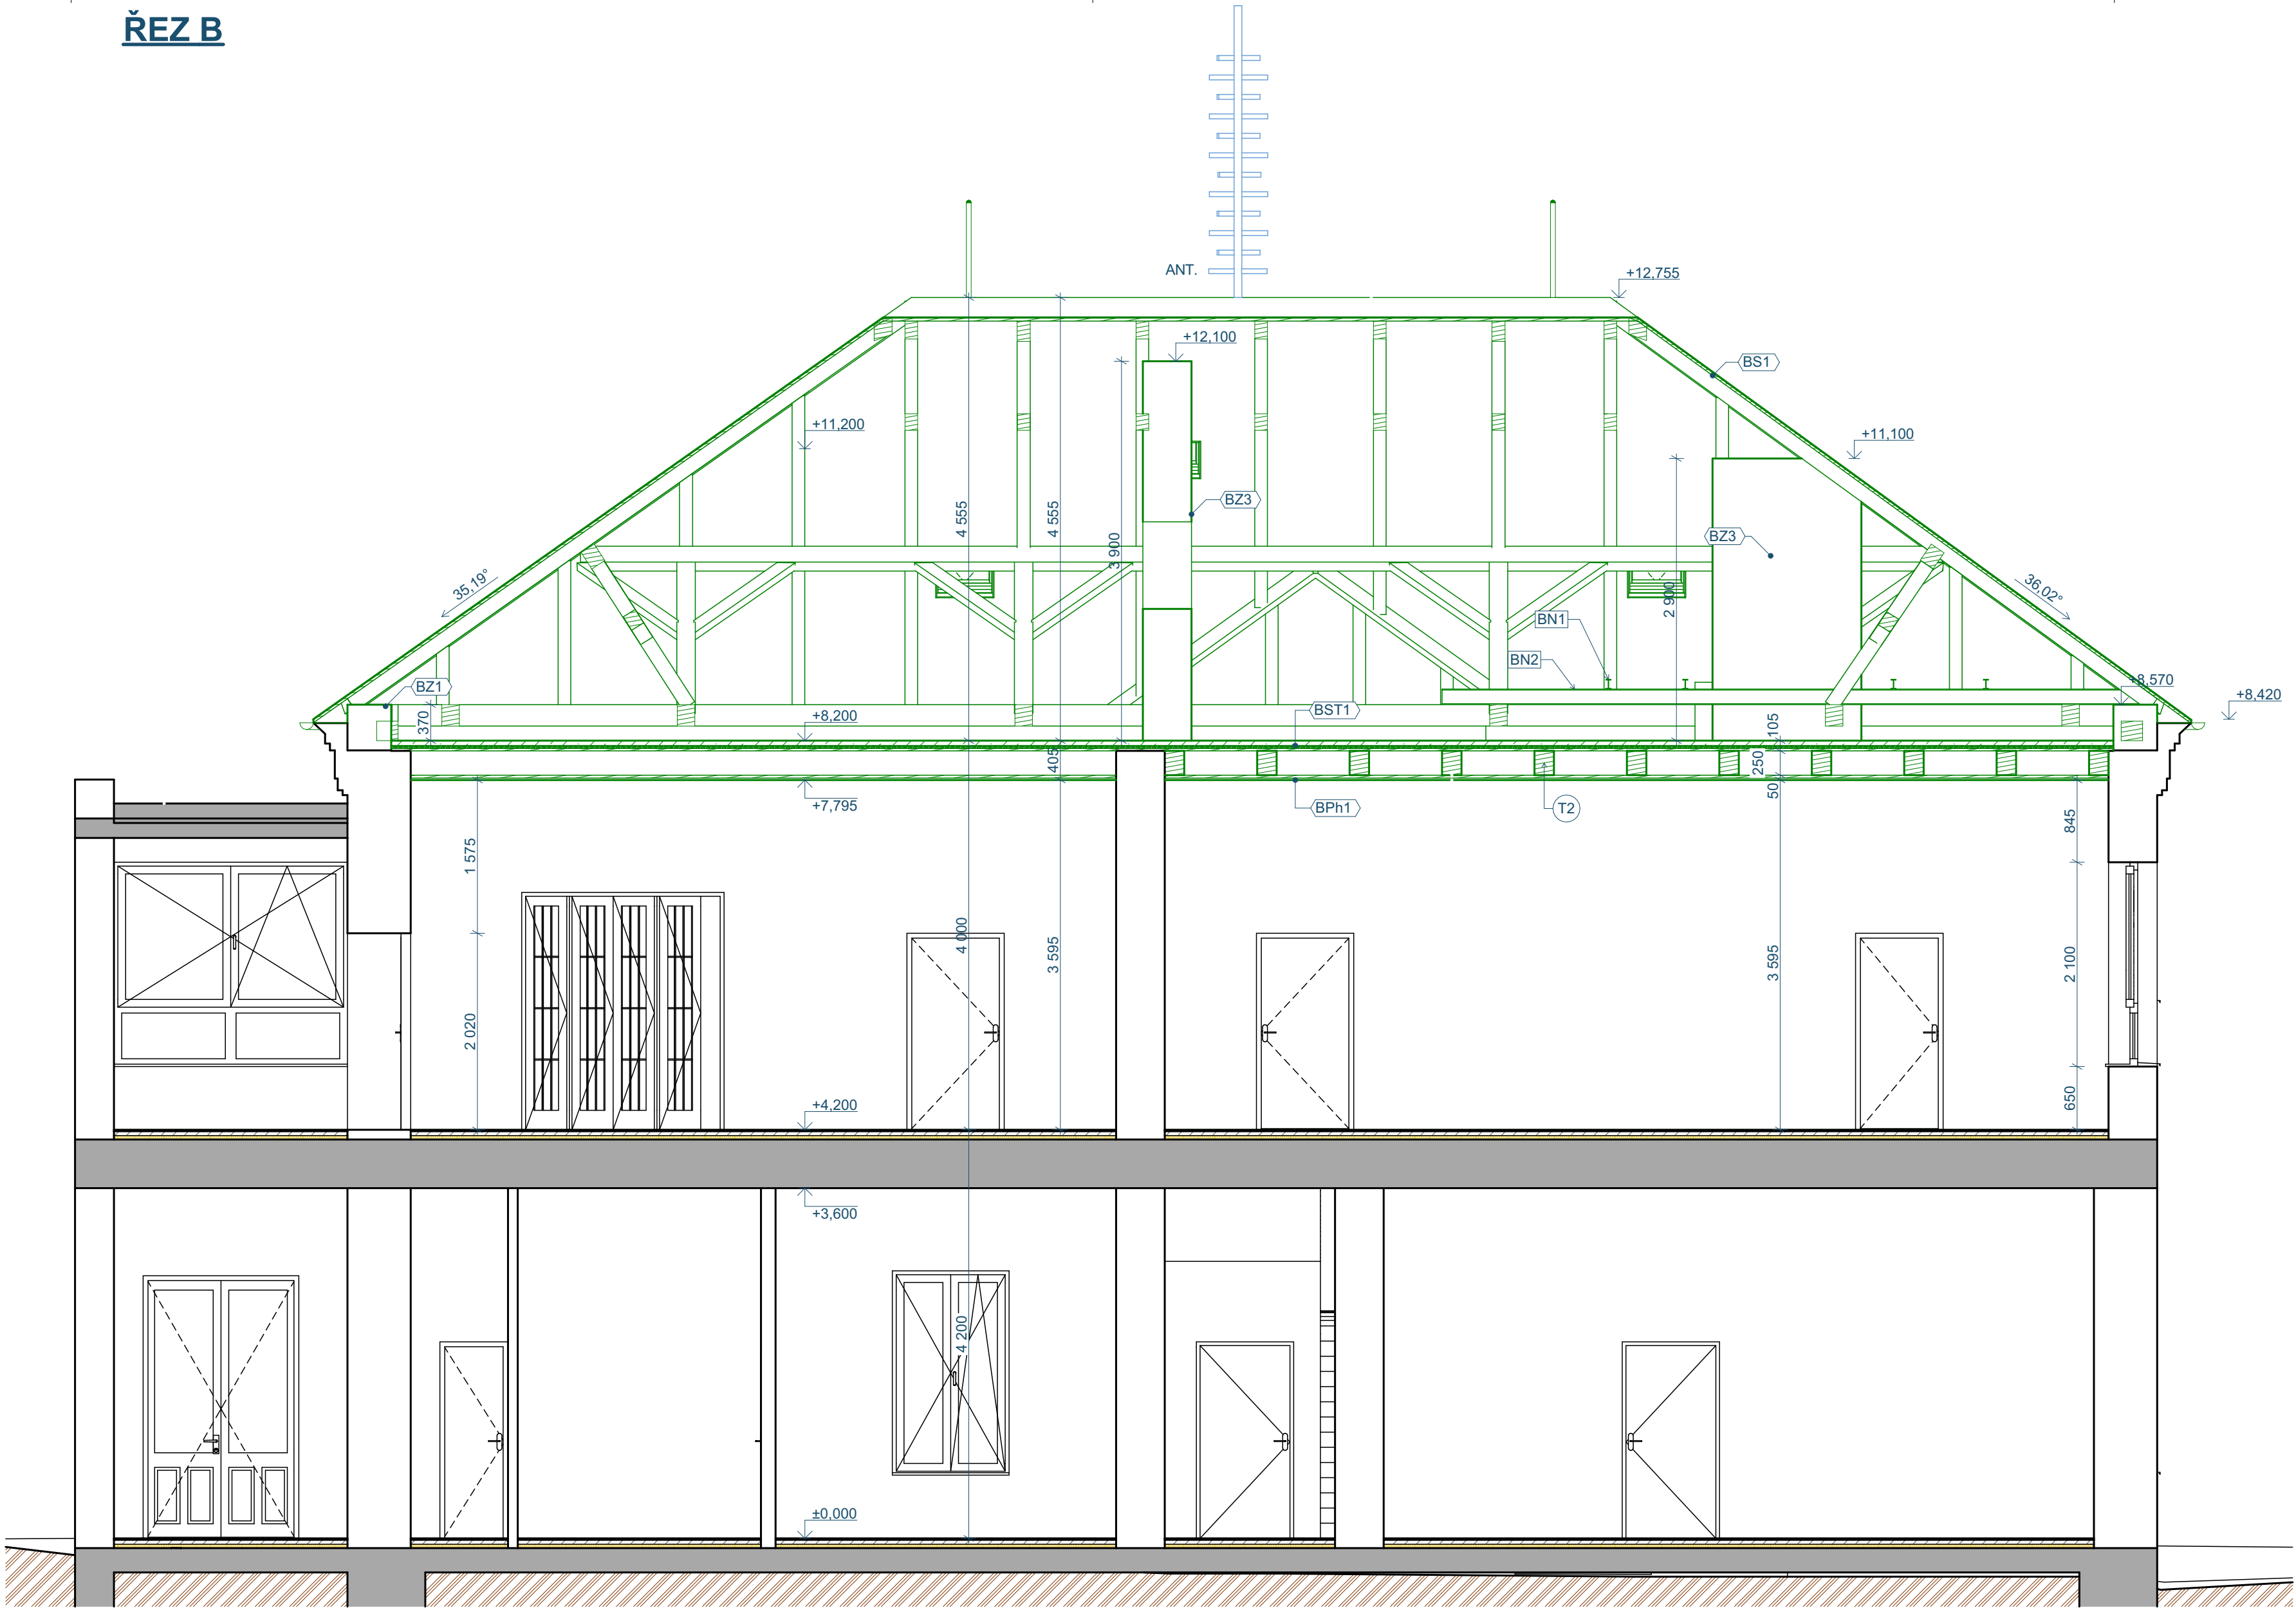 ŘEZ B
ANT.
+12,755
+12,100
BS1
+11,200
+11,100
4 555
4 555
3 900
BZ3
BZ3
35,19°
36,02°
2 900
BN1
BN2
BZ1
+8,570
+8,420
370
+8,200
BST1
105
405
250
50
+7,795
BPh1
T2
1 575
845
4 000
3 595
3 595
2 100
2 020
650
+4,200
+3,600
4 200
±0,000